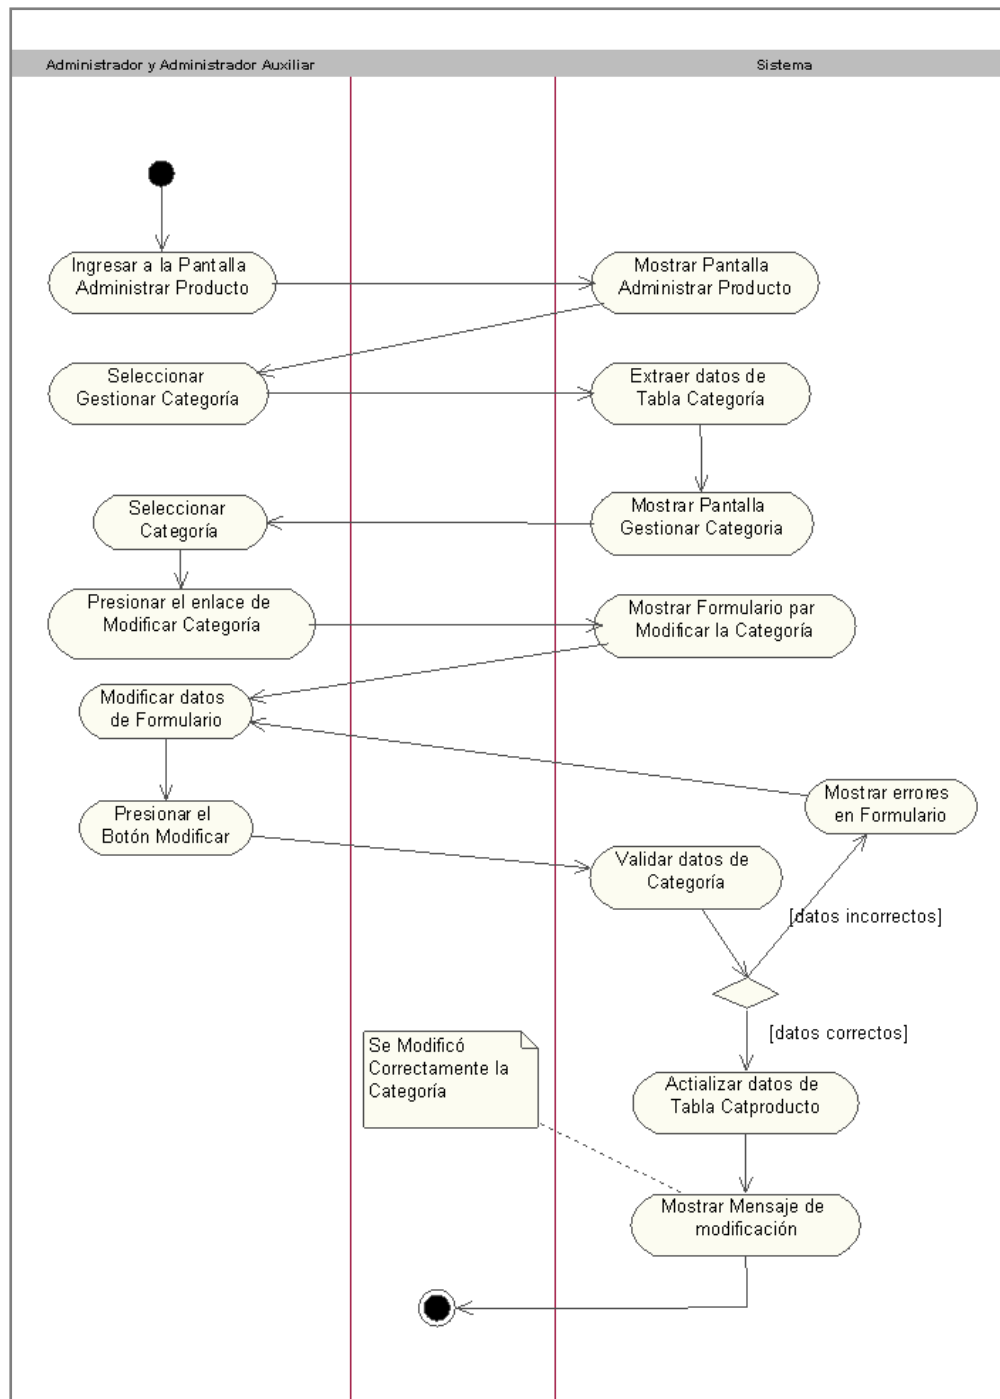 Administrador y Administrador Auxiliar
Sistema
Ingresar a la Pantalla
Administrar Producto
Mostrar Pantalla
Administrar Producto
Seleccionar
Gestionar Categoría
Extraer datos de
Tabla Categoría
Seleccionar
Categoría
Mostrar Pantalla
Gestionar Categoria
Presionar el enlace de
Modificar Categoría
Mostrar Formulario par
Modificar la Categoría
Modificar datos
de Formulario
Mostrar errores
en Formulario
Presionar el
Botón Modificar
Validar datos de
Categoría
[datos incorrectos]
[datos correctos]
Se Modificó
Correctamente la
Categoría
Actializar datos de
Tabla Catproducto
Mostrar Mensaje de
modificación